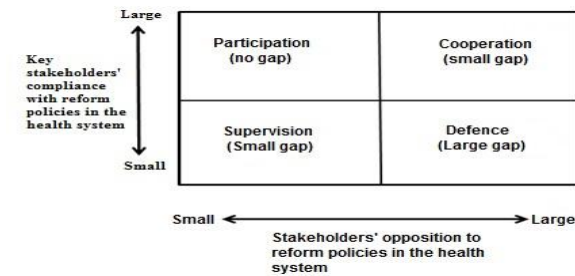 Large
Key
stakeholders'
compliance
with reform
policies in the
health system
Small
Participation
(no gap)
Cooperation
(small gap)
Supervision
(Small gap)
Defence
(Large gap)
Small
Large
Stakeholders' opposition to
reform policies in the health
system